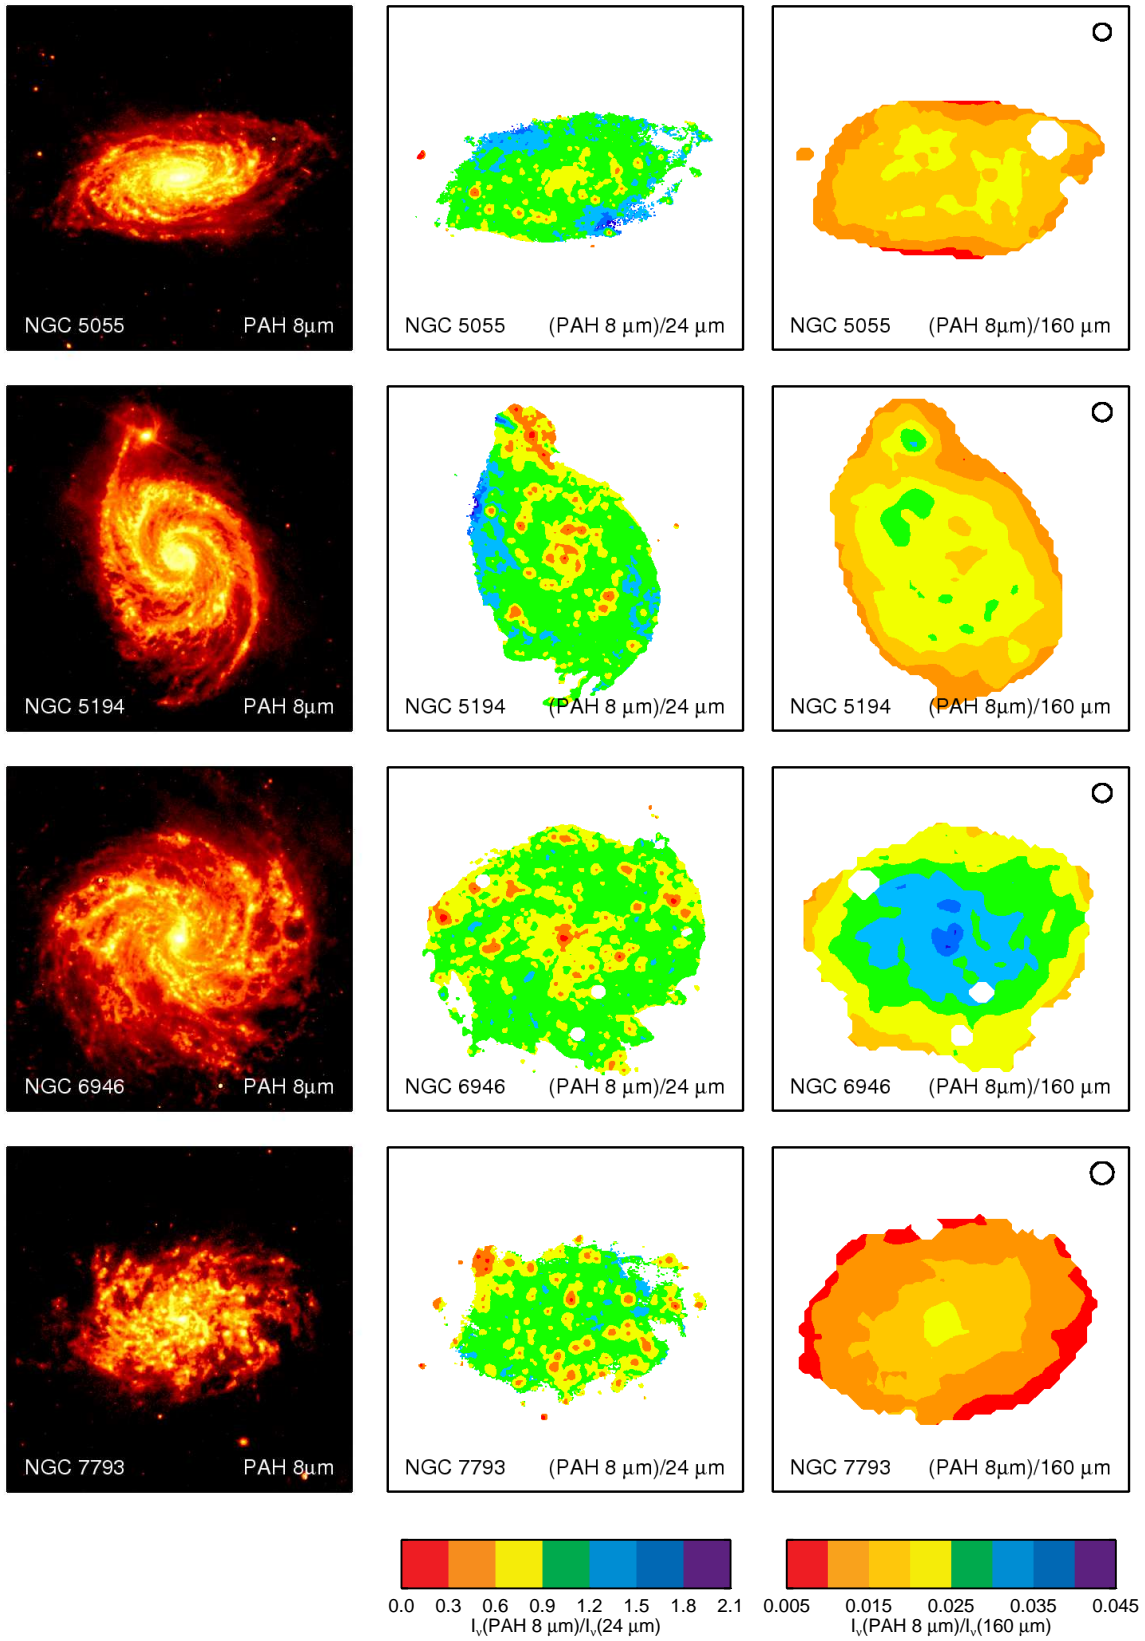 NGC 5055 PAH 8μm
NGC 5055 (PAH 8 μm)/24 μm
NGC 5055 (PAH 8μm)/160 μm
NGC 5194 PAH 8μm
NGC 5194 (PAH 8 μm)/24 μm
NGC 5194 (PAH 8μm)/160 μm
NGC 6946 PAH 8μm
NGC 6946 (PAH 8 μm)/24 μm
NGC 6946 (PAH 8μm)/160 μm
NGC 7793 PAH 8μm
NGC 7793 (PAH 8 μm)/24 μm
NGC 7793 (PAH 8μm)/160 μm
0.0 0.3 0.6 0.9 1.2 1.5 1.8 2.1
Iν(PAH 8 μm)/Iν(24 μm)
0.005 0.015 0.025 0.035 0.045
Iν(PAH 8 μm)/Iν(160 μm)